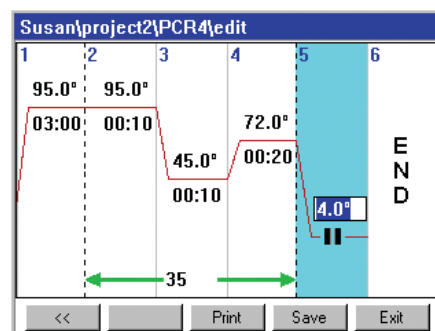 Susan\project2\PCR4\edit
1 2 3 4 5 6
95.0° 95.0°
03:00 00:10
45.0°
00:10
72.0°
00:20
4.0°
END
35
<< Print Save Exit